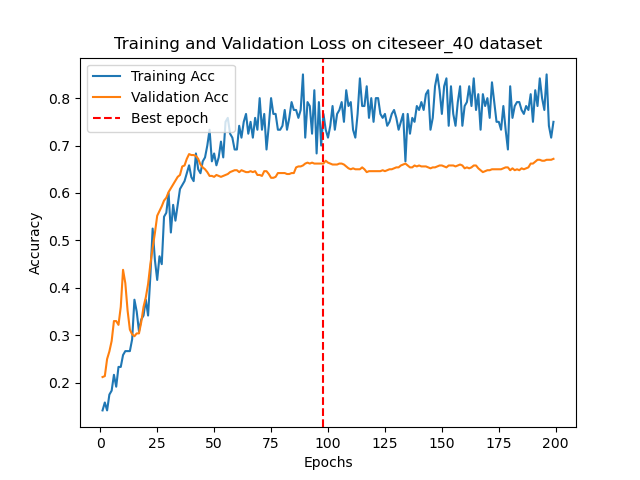 Training and Validation Loss on citeseer_40 dataset
Training Acc
Validation Acc
Best epoch
Accuracy
0.8
0.7
0.6
0.5
0.4
0.3
0.2
0 25 50 75 100 125 150 175 200
Epochs